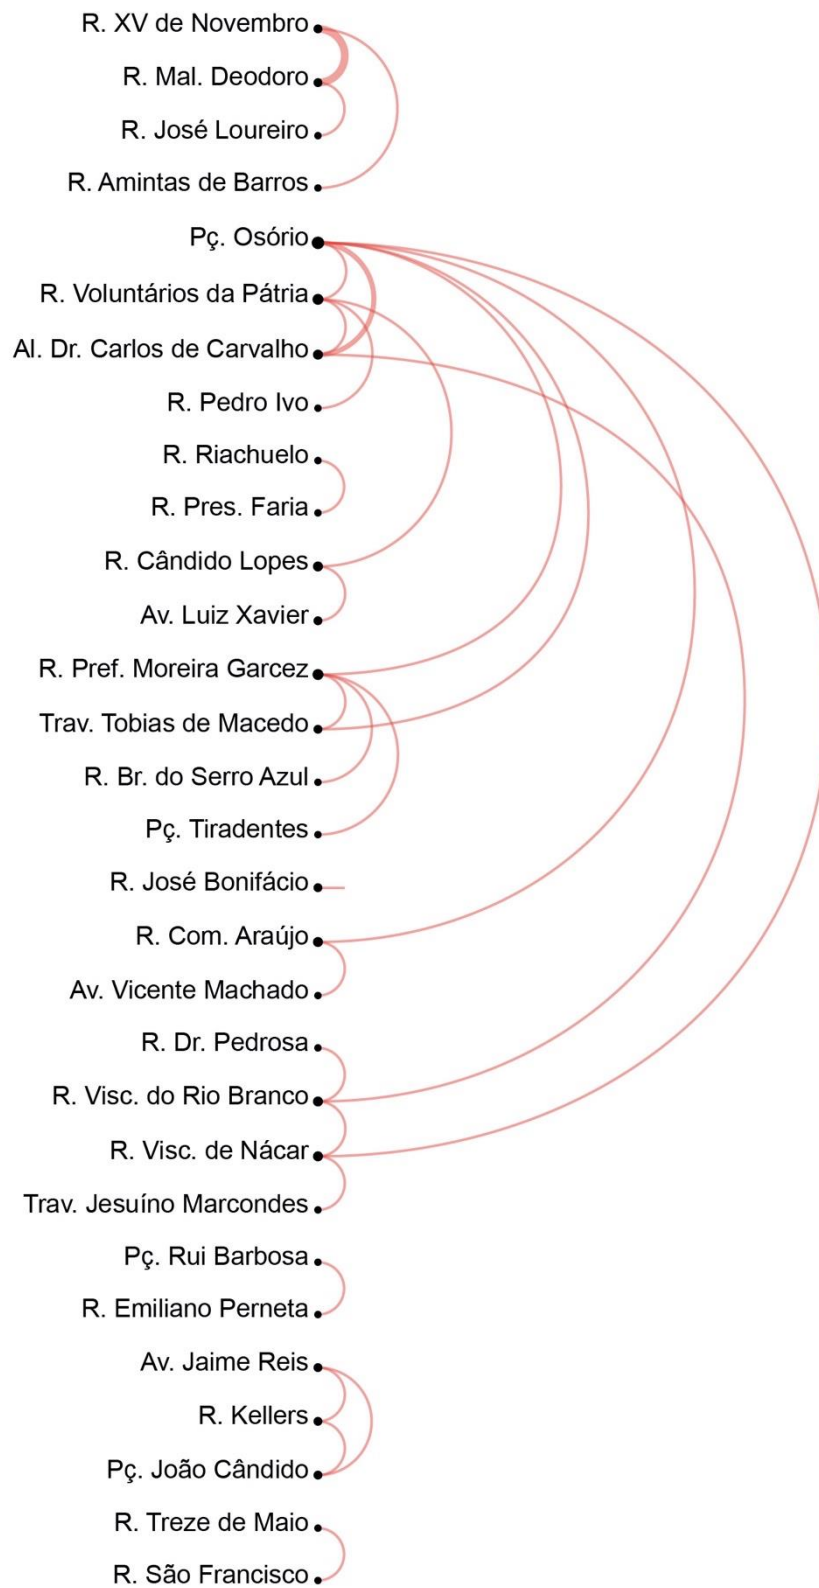 R. XV de Novembro
R. Mal. Deodoro
R. José Loureiro
R. Amintas de Barros
Pç. Osório
R. Voluntários da Pátria
Al. Dr. Carlos de Carvalho
R. Pedro Ivo
R. Riachuelo
R. Pres. Faria
R. Cândido Lopes
Av. Luiz Xavier
R. Pref. Moreira Garcez
Trav. Tobias de Macedo
R. Br. do Serro Azul
Pç. Tiradentes
R. José Bonifácio
R. Com. Araújo
Av. Vicente Machado
R. Dr. Pedrosa
R. Visc. do Rio Branco
R. Visc. de Nácar
Trav. Jesuíno Marcondes
Pç. Rui Barbosa
R. Emiliano Perneta
Av. Jaime Reis
R. Kellers
Pç. João Cândido
R. Treze de Maio
R. São Francisco